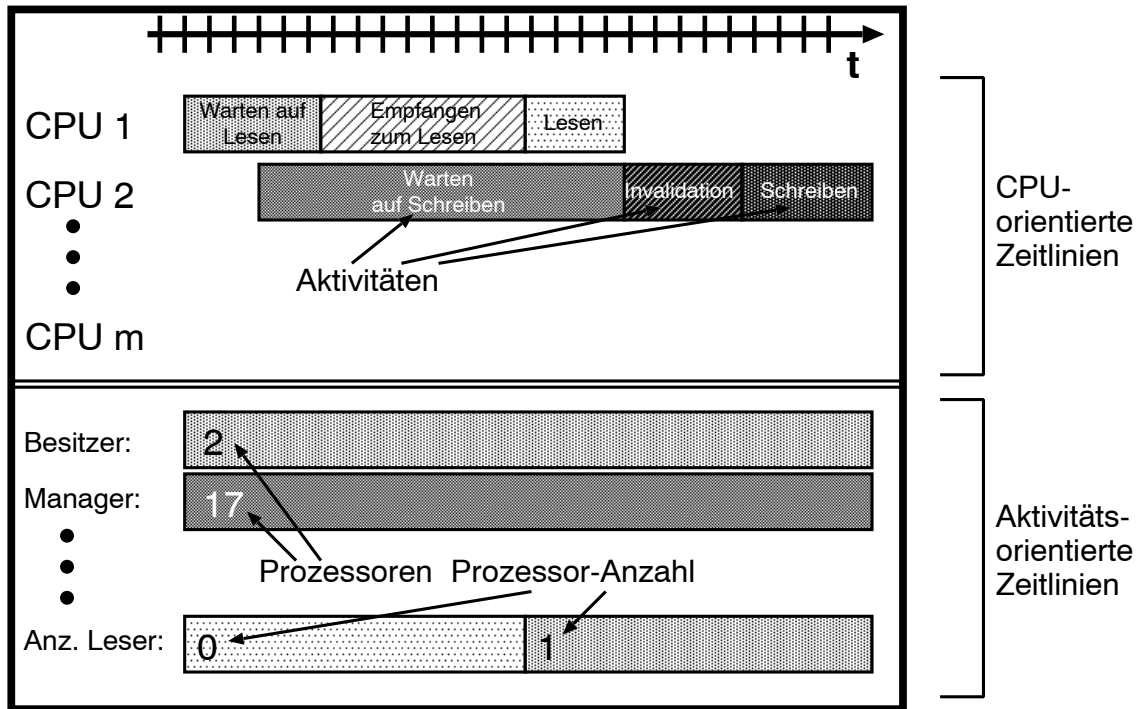 t
CPU 1
Warten auf
Lesen
Empfangen
zum Lesen
Lesen
CPU 2
Warten
auf Schreiben
Invalidation
Schreiben
Aktivitäten
CPU m
CPU-
orientierte
Zeitlinien
Besitzer:
2
Manager:
17
Prozessoren
Prozessor-Anzahl
Anz. Leser:
0
1
Aktivitäts-
orientierte
Zeitlinien